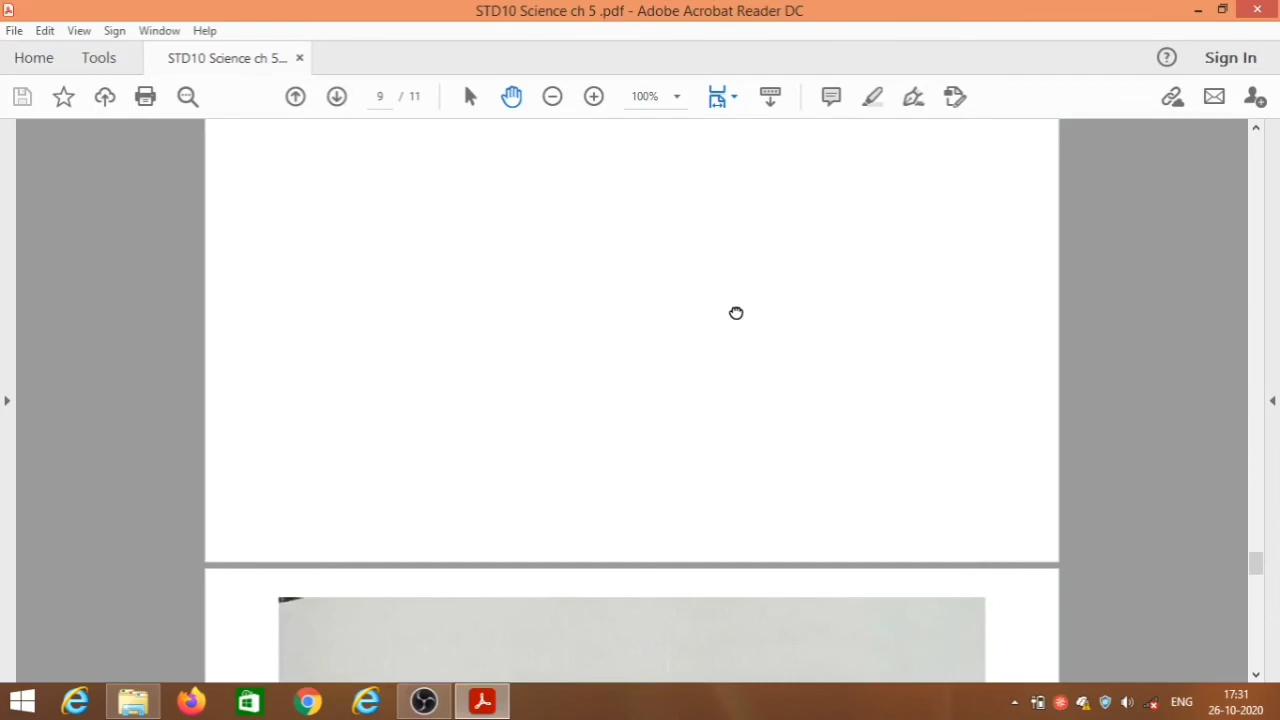 STD10 Science ch 5 .pdf - Adobe Acrobat Reader DC
File Edit View Sign Window Help
Home Tools STD10 Science ch 5... × Sign In
9 / 11 100%
ENG 17:31
26-10-2020